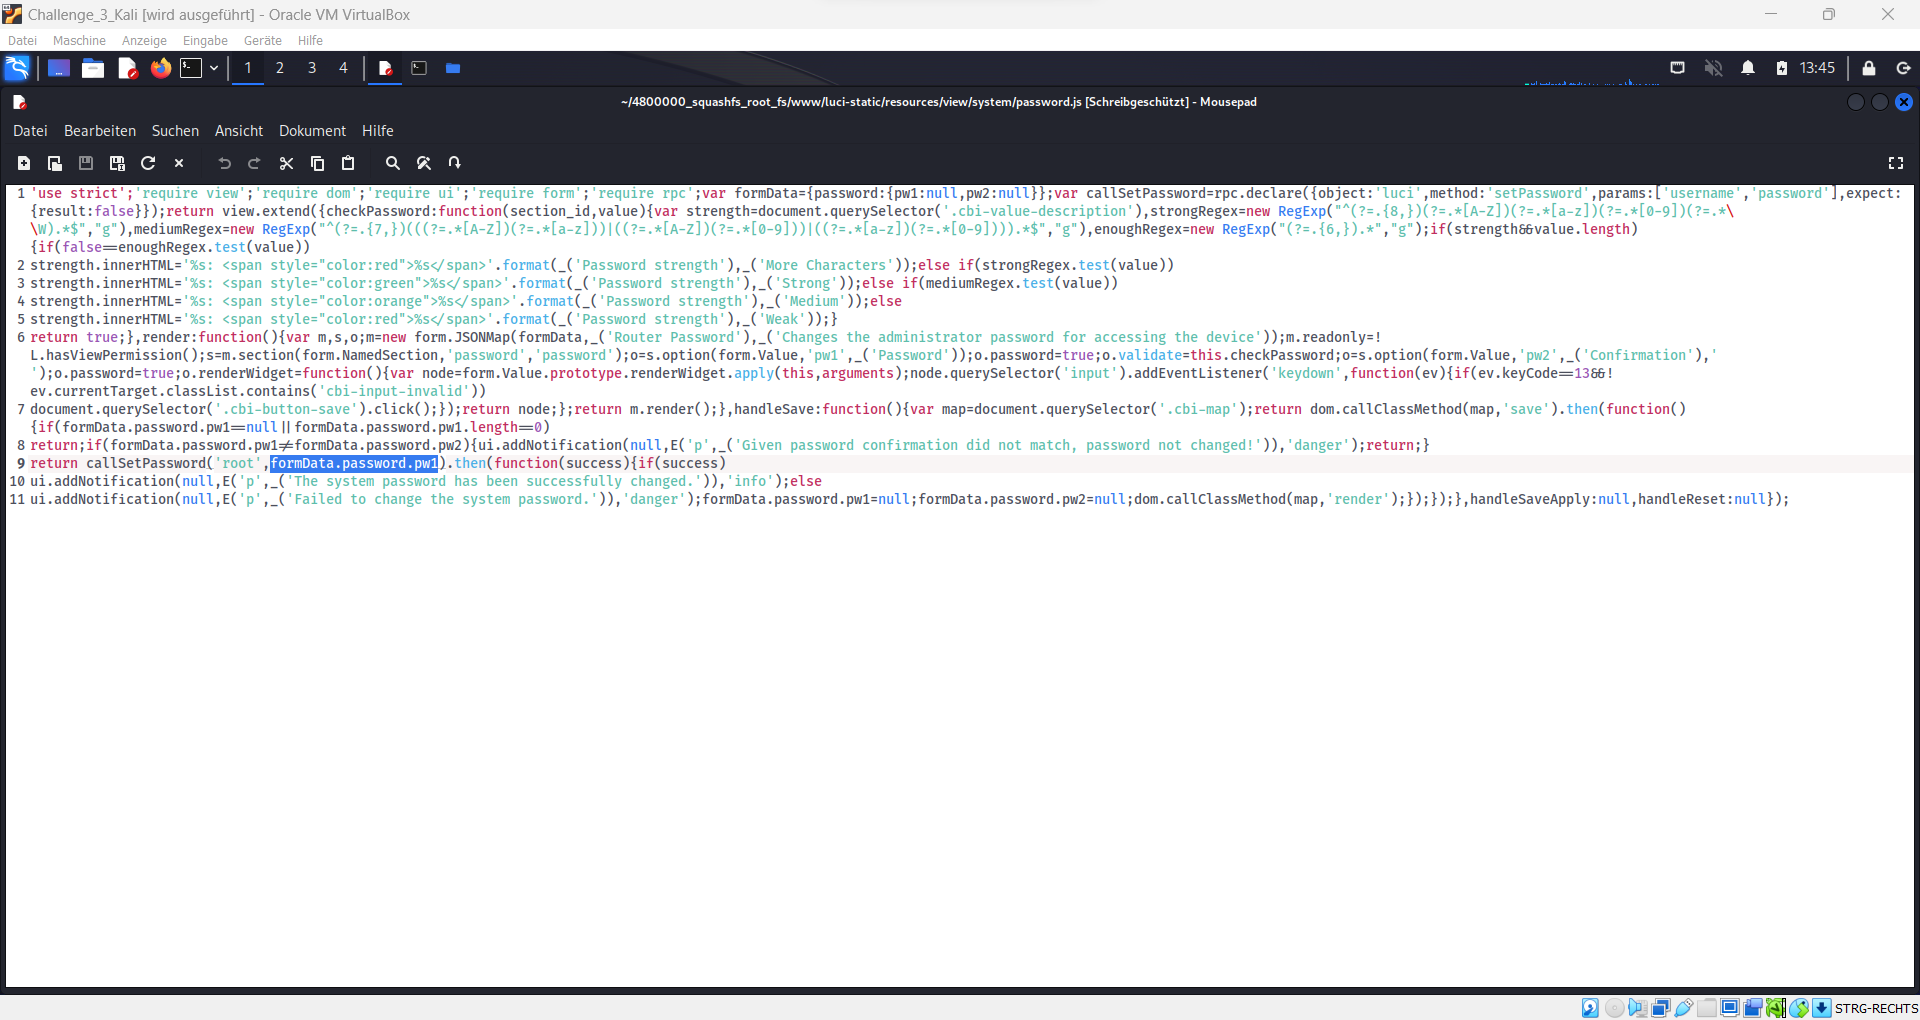 Challenge_3_Kali [wird ausgeführt] - Oracle VM VirtualBox
Datei Maschine Anzeige Eingabe Geräte Hilfe
1 2 3 4 13:45
~/4800000_squashfs_root_fs/www/luci-static/resources/view/system/password.js [Schreibgeschützt] - Mousepad
Datei Bearbeiten Suchen Ansicht Dokument Hilfe
1 'use strict';'require view';'require dom';'require ui';'require form';'require rpc';var formData={password:{pw1:null,pw2:null}};var callSetPassword=rpc.declare({object:'luci',method:'setPassword',params:['username','password'],expect:
{result:false}});return view.extend({checkPassword:function(section_id,value){var strength=document.querySelector('.cbi-value-description'),strongRegex=new RegExp("^(?=.{8,})(?=.*[A-Z])(?=.*[a-z])(?=.*[0-9])(?=.*\
\W).*$","g"),mediumRegex=new RegExp("^(?=.{7,})(((?=.*[A-Z])(?=.*[a-z]))|((?=.*[A-Z])(?=.*[0-9]))|((?=.*[a-z])(?=.*[0-9]))).*$","g"),enoughRegex=new RegExp("(?=.{6,}).*","g");if(strength&&value.length)
{if(false==enoughRegex.test(value))
2 strength.innerHTML='%s: <span style="color:red">%s</span>'.format(_('Password strength'),_('More Characters'));else if(strongRegex.test(value))
3 strength.innerHTML='%s: <span style="color:green">%s</span>'.format(_('Password strength'),_('Strong'));else if(mediumRegex.test(value))
4 strength.innerHTML='%s: <span style="color:orange">%s</span>'.format(_('Password strength'),_('Medium'));else
5 strength.innerHTML='%s: <span style="color:red">%s</span>'.format(_('Password strength'),_('Weak'));}
6 return true;},render:function(){var m,s,o;m=new form.JSONMap(formData,_('Router Password'),_('Changes the administrator password for accessing the device'));m.readonly=!
L.hasViewPermission();s=m.section(form.NamedSection,'password','password');o=s.option(form.Value,'pw1',_('Password'));o.password=true;o.validate=this.checkPassword;o=s.option(form.Value,'pw2',_('Confirmation'),'
');o.password=true;o.renderWidget=function(){var node=form.Value.prototype.renderWidget.apply(this,arguments);node.querySelector('input').addEventListener('keydown',function(ev){if(ev.keyCode==13&&!
ev.currentTarget.classList.contains('cbi-input-invalid'))
7 document.querySelector('.cbi-button-save').click();});return node;};return m.render();},handleSave:function(){var map=document.querySelector('.cbi-map');return dom.callClassMethod(map,'save').then(function()
{if(formData.password.pw1==null||formData.password.pw1.length==0)
8 return;if(formData.password.pw1!=formData.password.pw2){ui.addNotification(null,E('p',_('Given password confirmation did not match, password not changed!')),'danger');return;}
9 return callSetPassword('root',formData.password.pw1).then(function(success){if(success)
10 ui.addNotification(null,E('p',_('The system password has been successfully changed.')),'info');else
11 ui.addNotification(null,E('p',_('Failed to change the system password.')),'danger');formData.password.pw1=null;formData.password.pw2=null;dom.callClassMethod(map,'render');});});},handleSaveApply:null,handleReset:null});
STRG-RECHTS